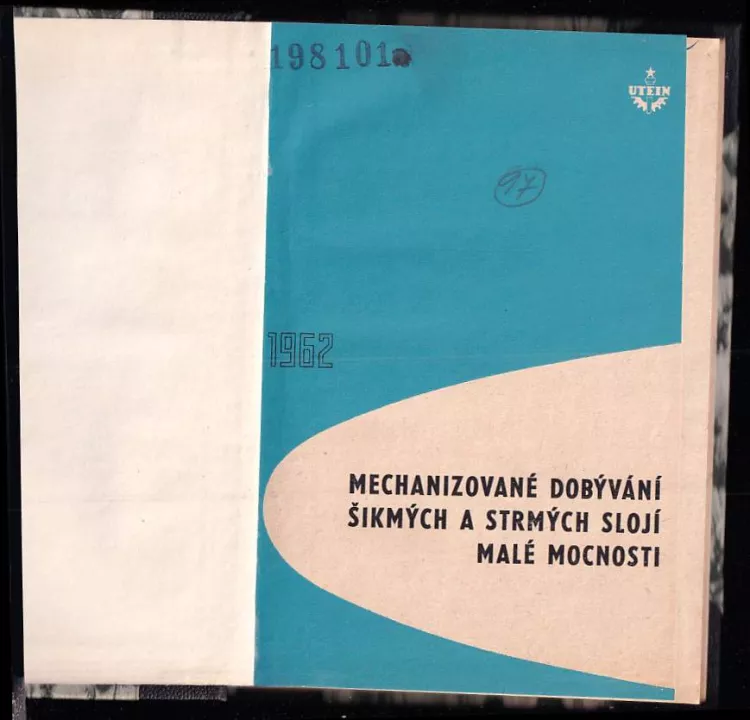 198101
UTEIN
97
1962
MECHANIZOVANÉ DOBÝVÁNÍ
ŠIKMÝCH A STRMÝCH SLOJÍ
MALÉ MOCNOSTI